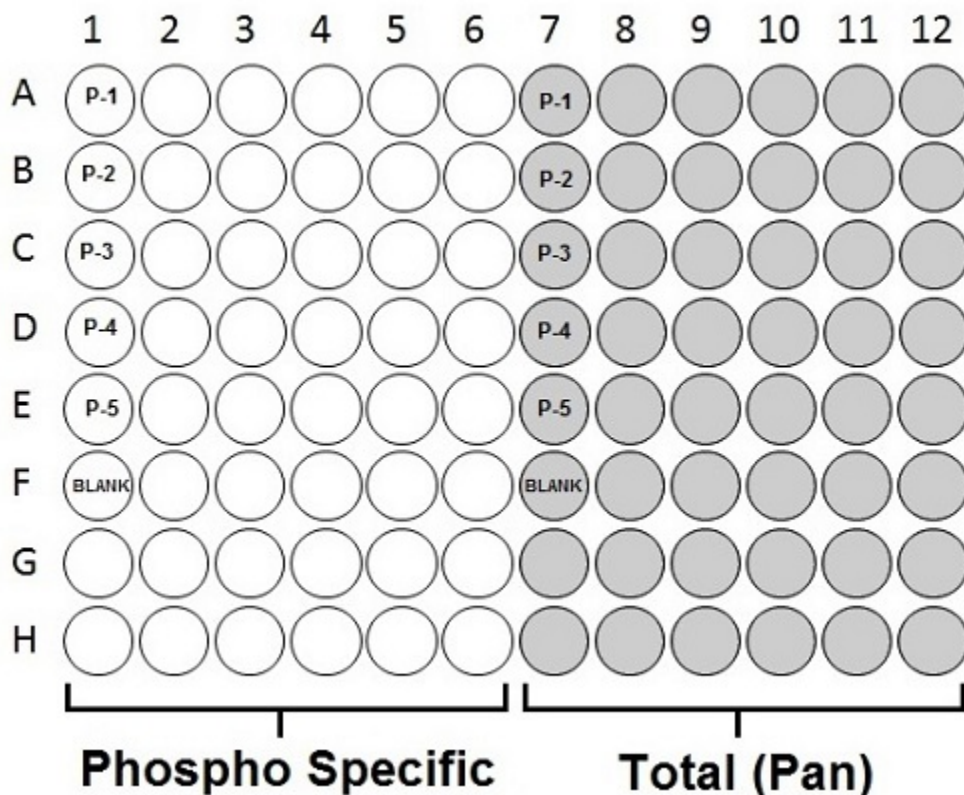 1 2 3 4 5 6 7 8 9 10 11 12
A P-1 P-1
B P-2 P-2
C P-3 P-3
D P-4 P-4
E P-5 P-5
F BLANK BLANK
G
H
Phospho Specific Total (Pan)